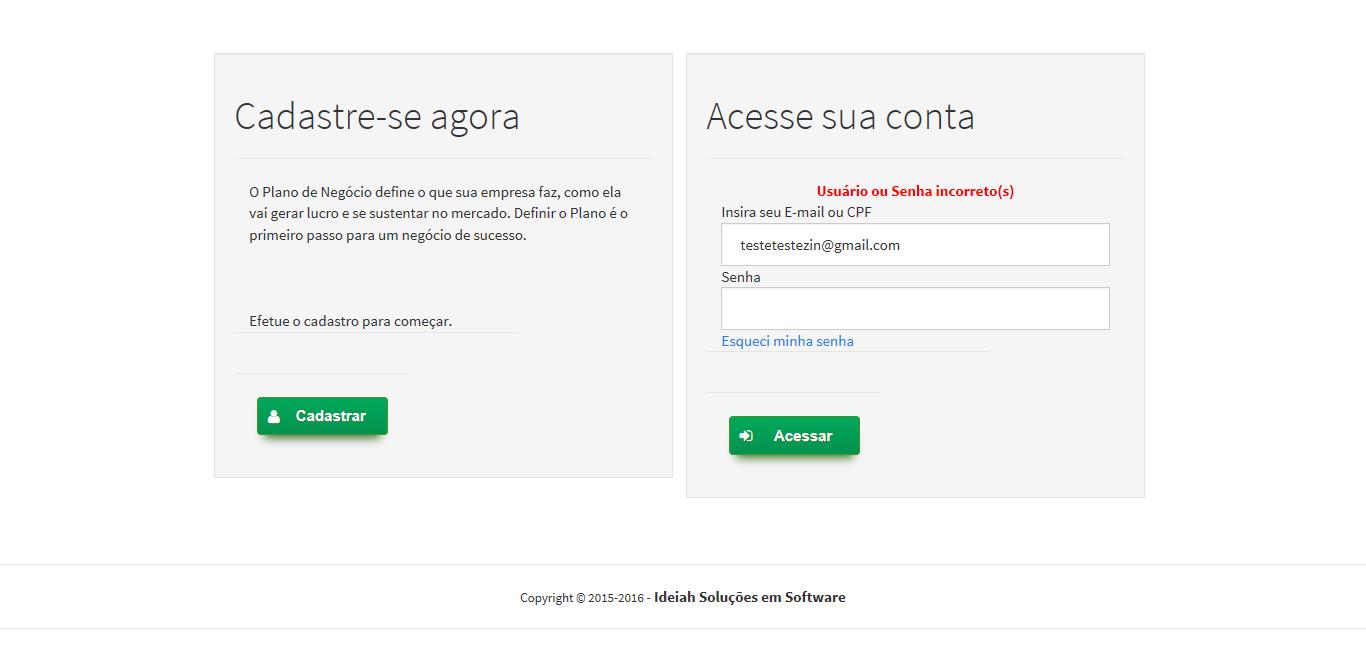 Cadastre-se agora
O Plano de Negócio define o que sua empresa faz, como ela
vai gerar lucro e se sustentar no mercado. Definir o Plano é o
primeiro passo para um negócio de sucesso.
Efetue o cadastro para começar.
Cadastrar
Acesse sua conta
Usuário ou Senha incorreto(s)
Insira seu E-mail ou CPF
testetestezin@gmail.com
Senha
Esqueci minha senha
Acessar
Copyright © 2015-2016 - Ideiah Soluções em Software